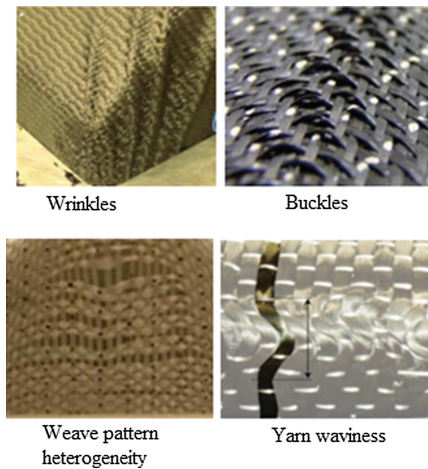 Wrinkles
Buckles
Weave pattern
heterogeneity
Yarn waviness